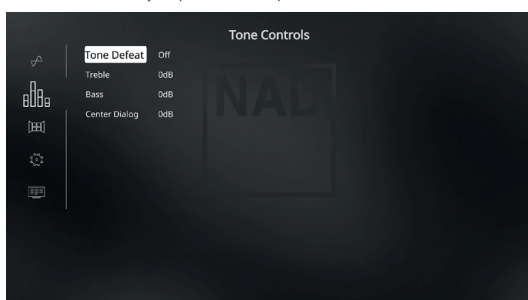 Tone Controls
Tone Defeat Off
Treble 0dB
Bass 0dB
Center Dialog 0dB
NAD